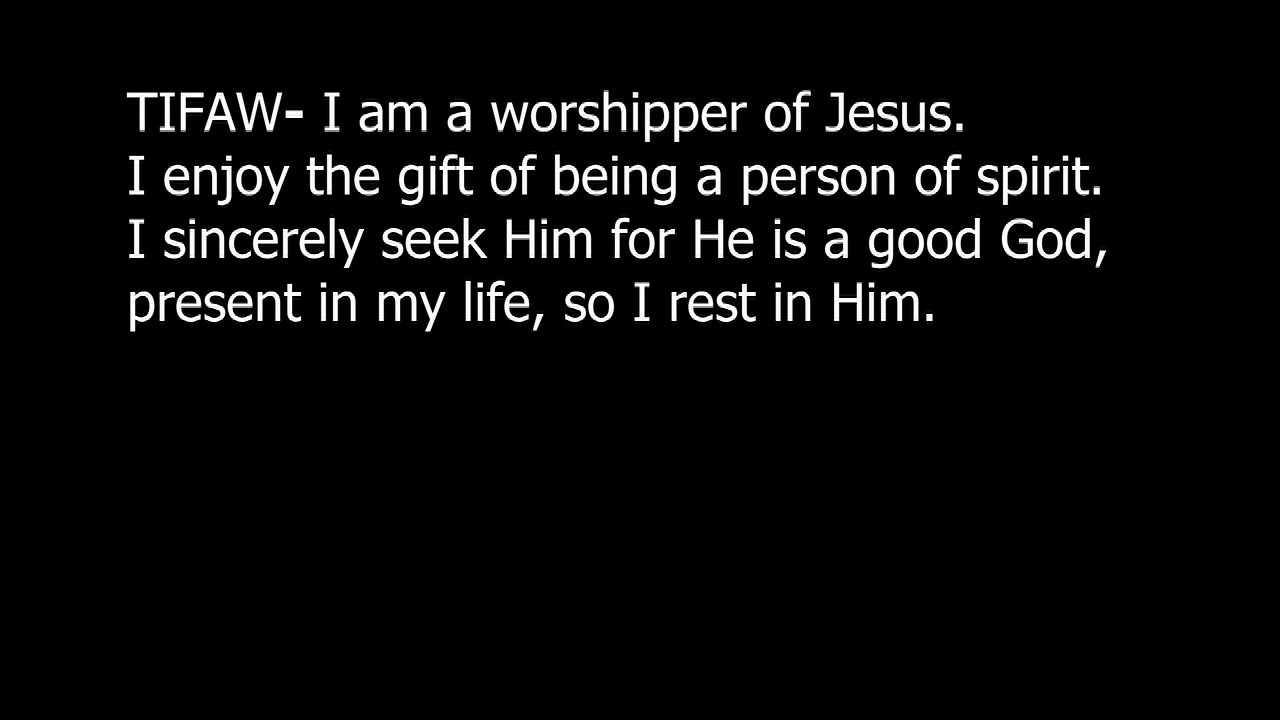 TIFAW- I am a worshipper of Jesus.
I enjoy the gift of being a person of spirit.
I sincerely seek Him for He is a good God,
present in my life, so I rest in Him.